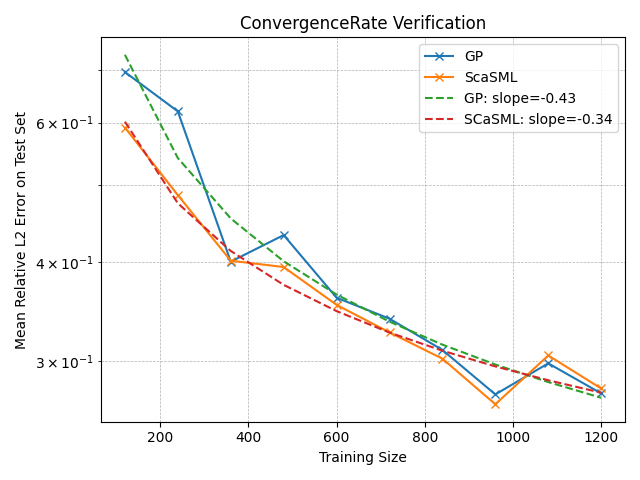 ConvergenceRate Verification
GP
ScaSML
GP: slope=-0.43
SCaSML: slope=-0.34
Mean Relative L2 Error on Test Set
6 × 10⁻¹
4 × 10⁻¹
3 × 10⁻¹
200 400 600 800 1000 1200
Training Size